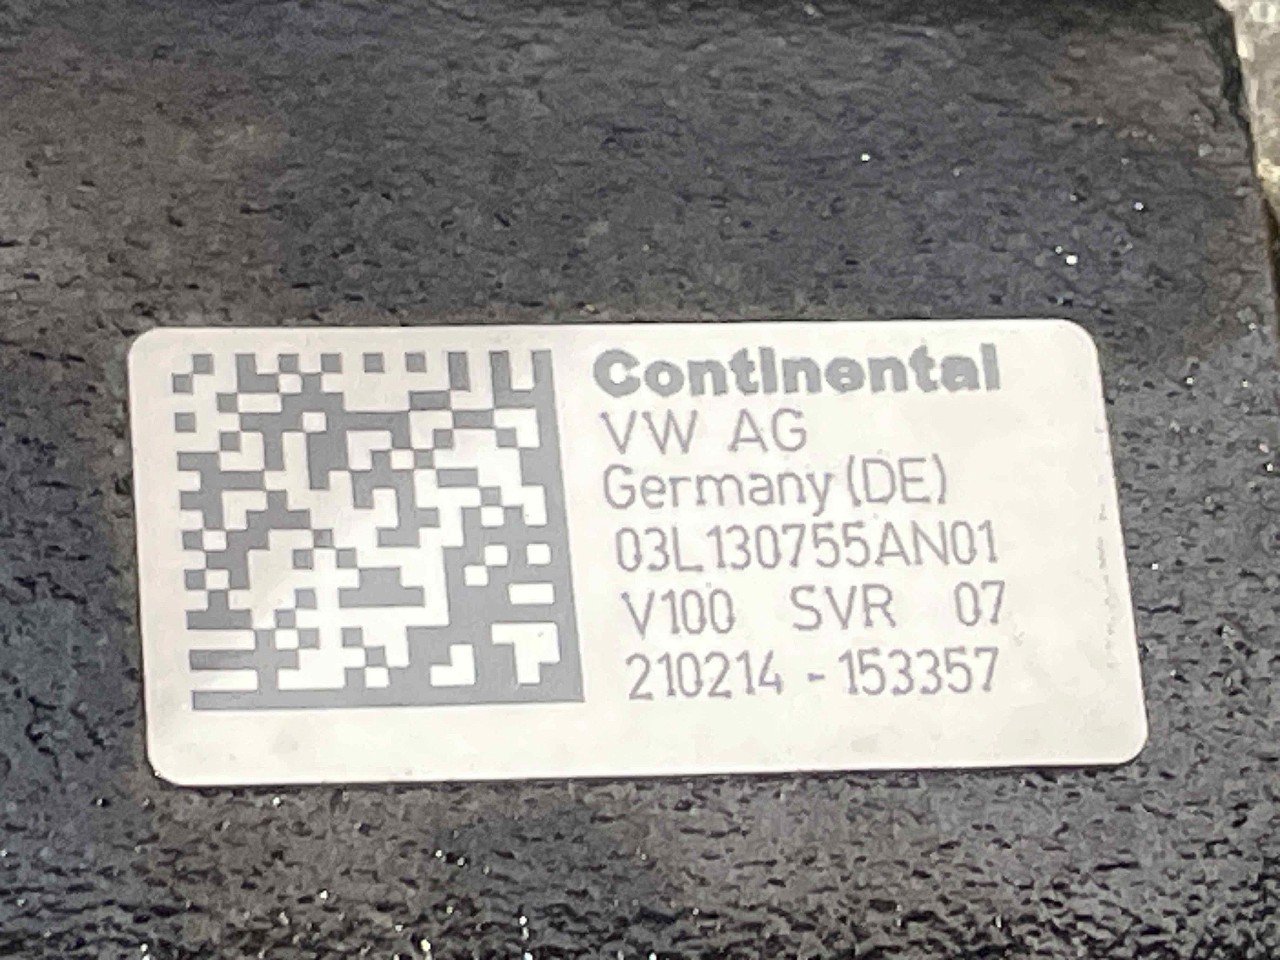 Continental
VW AG
Germany (DE)
03L130755AN01
V100 SVR 07
210214 - 153357